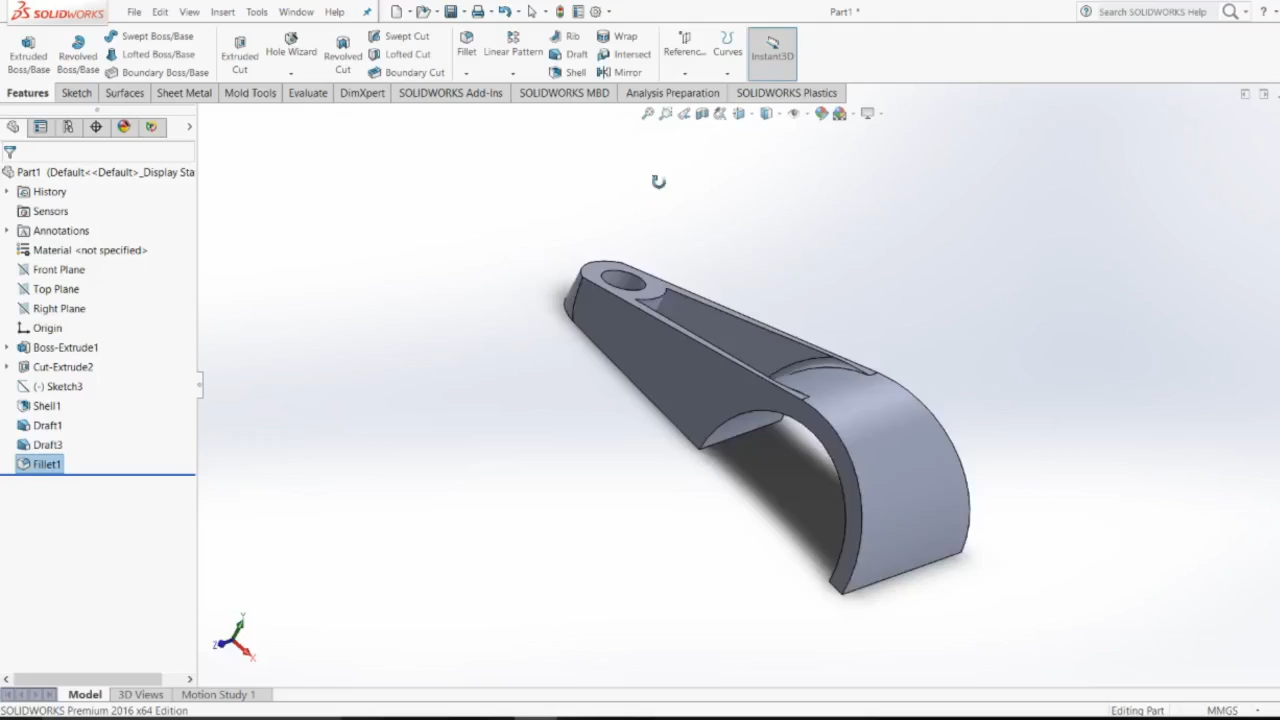 SOLIDWORKS File Edit View Insert Tools Window Help Part1 * Search SOLIDWORKS Help ?
Extruded Boss/Base
Revolved Boss/Base
Swept Boss/Base
Lofted Boss/Base
Boundary Boss/Base
Extruded Cut
Hole Wizard
Revolved Cut
Swept Cut
Lofted Cut
Boundary Cut
Fillet
Linear Pattern
Rib
Draft
Shell
Wrap
Intersect
Mirror
Referenc...
Curves
Instant3D
Features Sketch Surfaces Sheet Metal Mold Tools Evaluate DimXpert SOLIDWORKS Add-Ins SOLIDWORKS MBD Analysis Preparation SOLIDWORKS Plastics
Part1 (Default<<Default>_Display Sta
History
Sensors
Annotations
Material <not specified>
Front Plane
Top Plane
Right Plane
Origin
Boss-Extrude1
Cut-Extrude2
(-) Sketch3
Shell1
Draft1
Draft3
Fillet1
Y
Z
X
Model 3D Views Motion Study 1
SOLIDWORKS Premium 2016 x64 Edition Editing Part MMGS